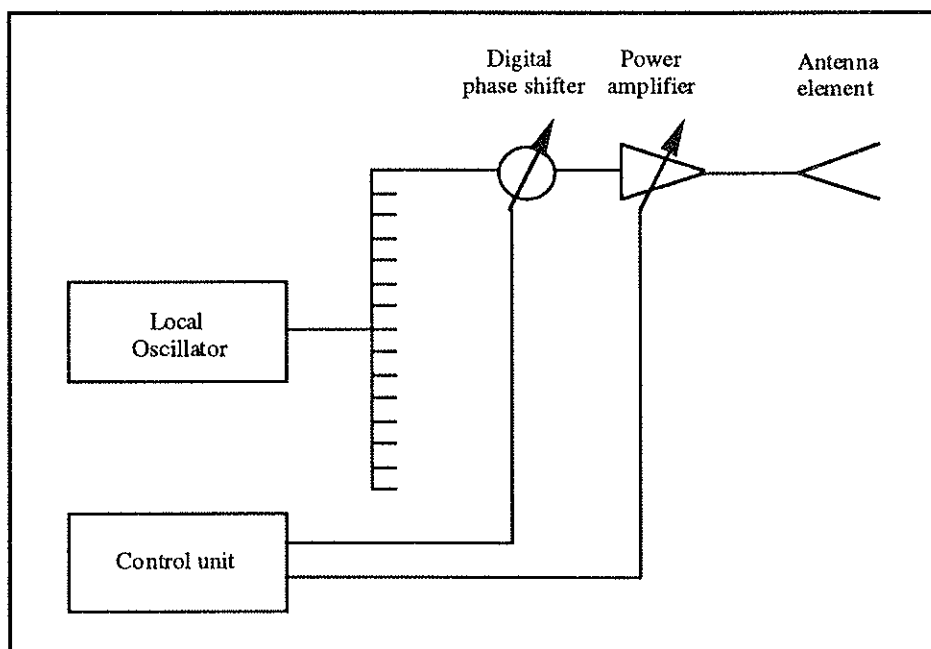 Digital
phase shifter
Power
amplifier
Antenna
element
Local
Oscillator
Control unit